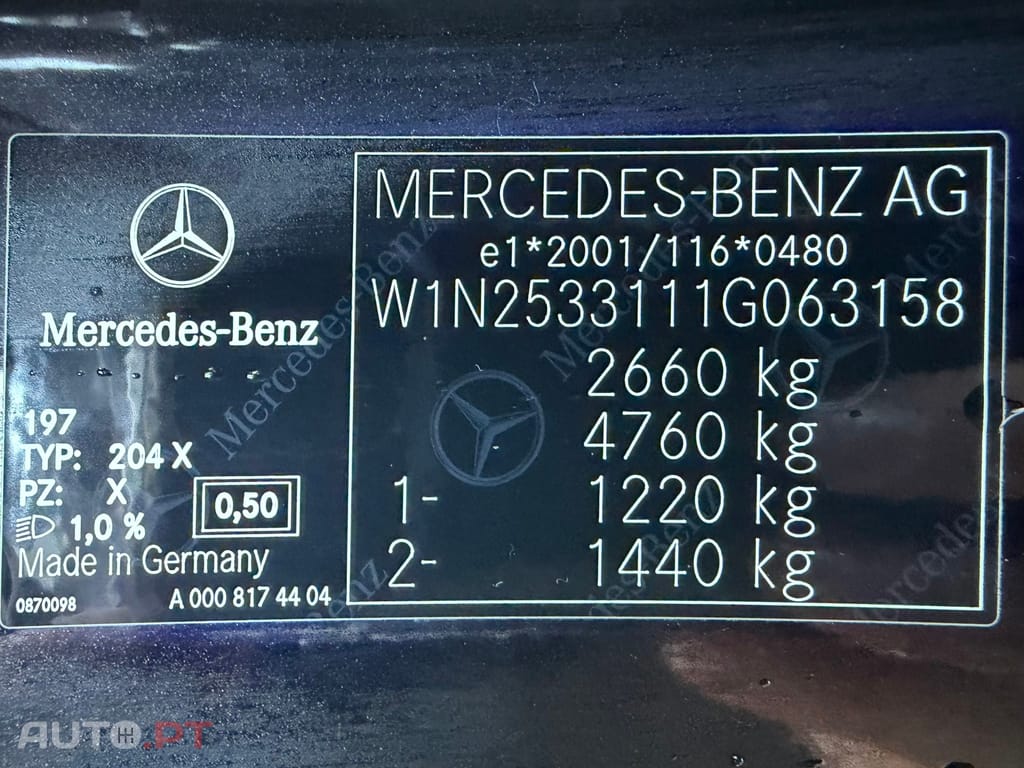 MERCEDES-BENZ AG
e1*2001/116*0480
W1N2533111G063158
2660 kg
4760 kg
1- 1220 kg
2- 1440 kg
Mercedes-Benz
197
TYP: 204 X
PZ: X
1,0 %
0,50
Made in Germany
0870098
A 000 817 44 04
Mercedes-Benz
AUTO.PT